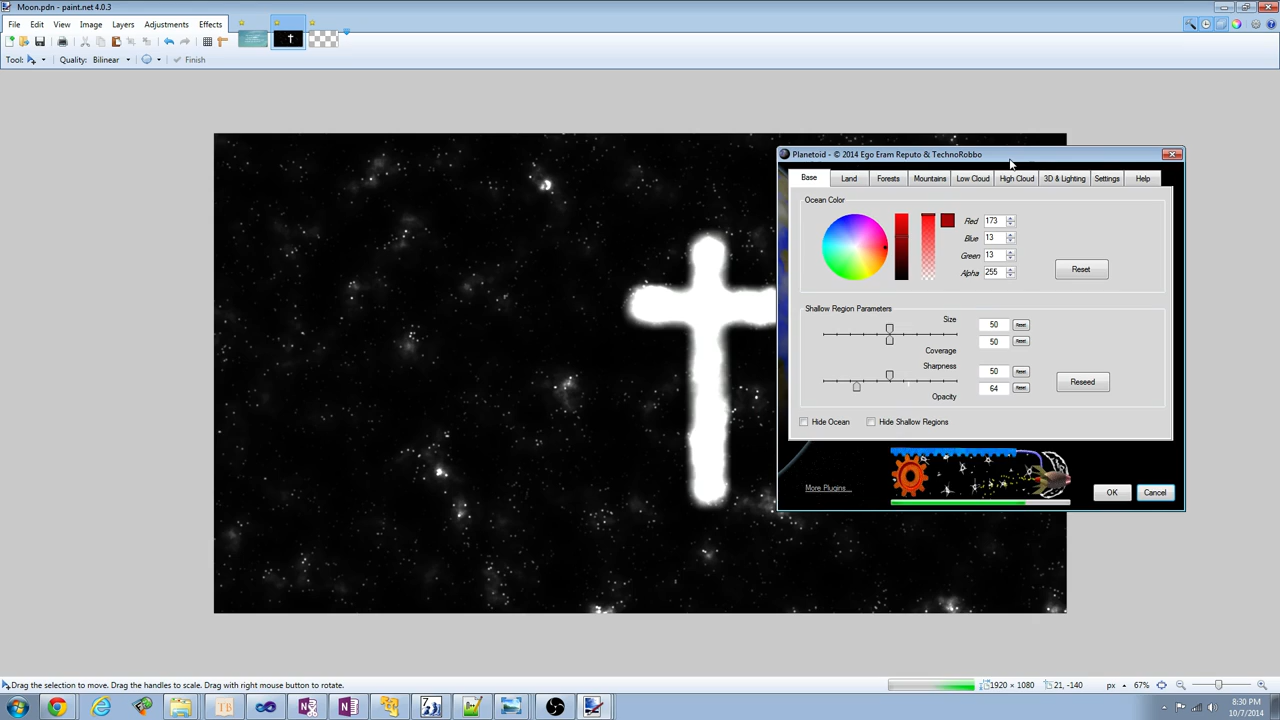 Moon.pdn - paint.net 4.0.3
File Edit View Image Layers Adjustments Effects
Tool: Quality: Bilinear Finish
Planetoid - © 2014 Ego Eram Reputo & TechnoRobbo
Base Land Forests Mountains Low Cloud High Cloud 3D & Lighting Settings Help
Ocean Color
Red 173
Blue 13
Green 13
Alpha 255
Reset
Shallow Region Parameters
Size 50 Reset
Coverage 50 Reset
Sharpness 50 Reset
Opacity 64 Reset
Reseed
Hide Ocean Hide Shallow Regions
More Plugins...
OK Cancel
Drag the selection to move. Drag the handles to scale. Drag with right mouse button to rotate.
1920 × 1080 21, -140 px 67%
TB
8:30 PM
10/7/2014